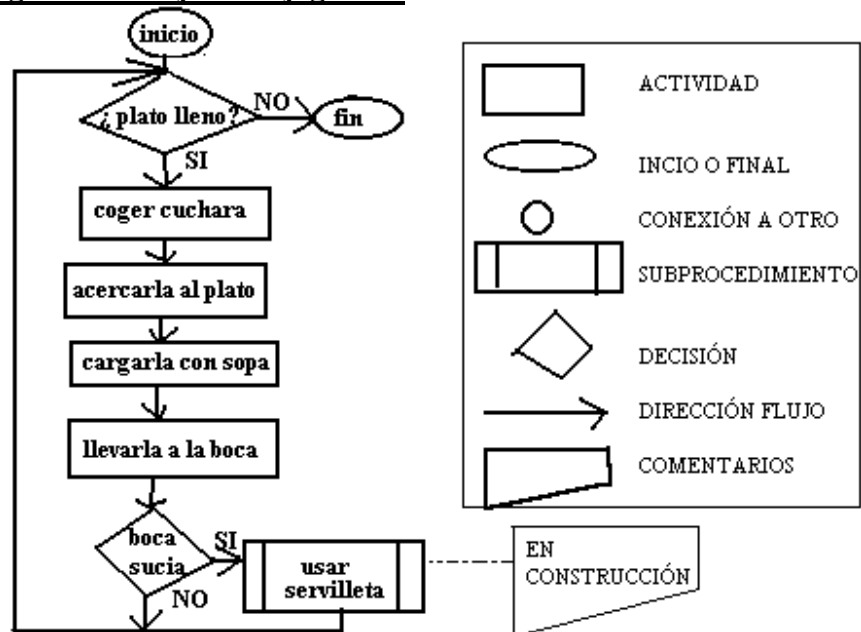 inicio
¿ plato lleno?
NO
fin
SI
coger cuchara
acercarla al plato
cargarla con sopa
llevarla a la boca
boca
sucia
SI
NO
usar
servilleta
EN
CONSTRUCCIÓN
ACTIVIDAD
INCIO O FINAL
CONEXIÓN A OTRO
SUBPROCEDIMIENTO
DECISIÓN
DIRECCIÓN FLUJO
COMENTARIOS